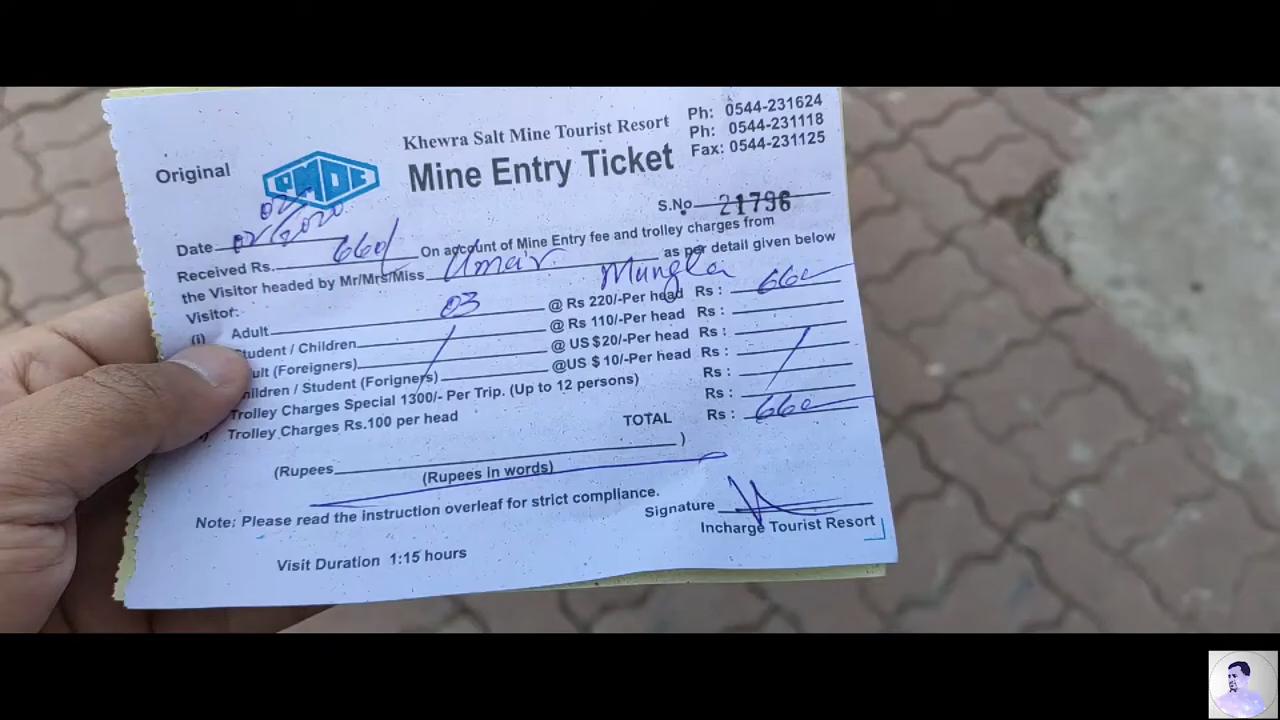 Original
PMDC
Khewra Salt Mine Tourist Resort
Mine Entry Ticket
Ph: 0544-231624
Ph: 0544-231118
Fax: 0544-231125
S.No 21796
Date 02/02/2020
Received Rs. 660/ On account of Mine Entry fee and trolley charges from
the Visitor headed by Mr/Mrs/Miss Umair Mangla as per detail given below
Visitor:
(i) Adult 03 @ Rs 220/-Per head Rs : 660
Student / Children @ Rs 110/-Per head Rs :
ult (Foreigners) @ US $20/-Per head Rs :
hildren / Student (Forigners) @US $ 10/-Per head Rs :
Trolley Charges Special 1300/- Per Trip. (Up to 12 persons) Rs :
Trolley Charges Rs.100 per head TOTAL Rs : 660
(Rupees )
(Rupees in words)
Note: Please read the instruction overleaf for strict compliance.
Signature
Incharge Tourist Resort
Visit Duration 1:15 hours